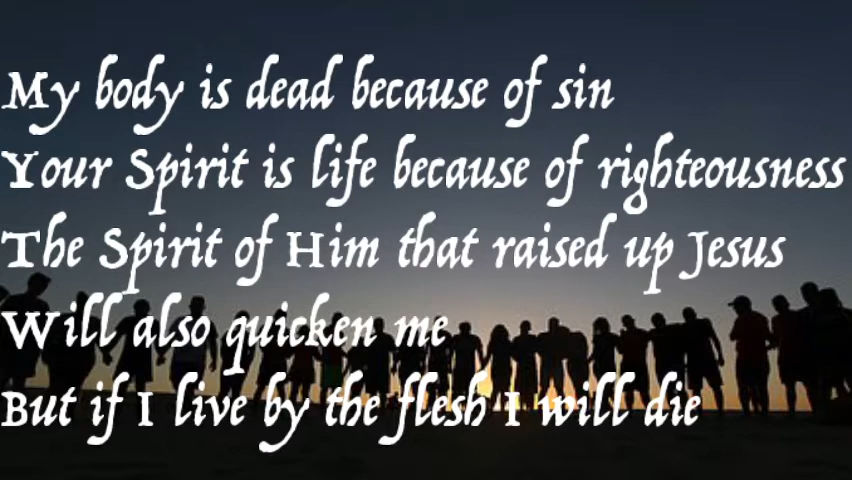 My body is dead because of sin
Your Spirit is life because of righteousness
The Spirit of Him that raised up Jesus
Will also quicken me
But if I live by the flesh I will die